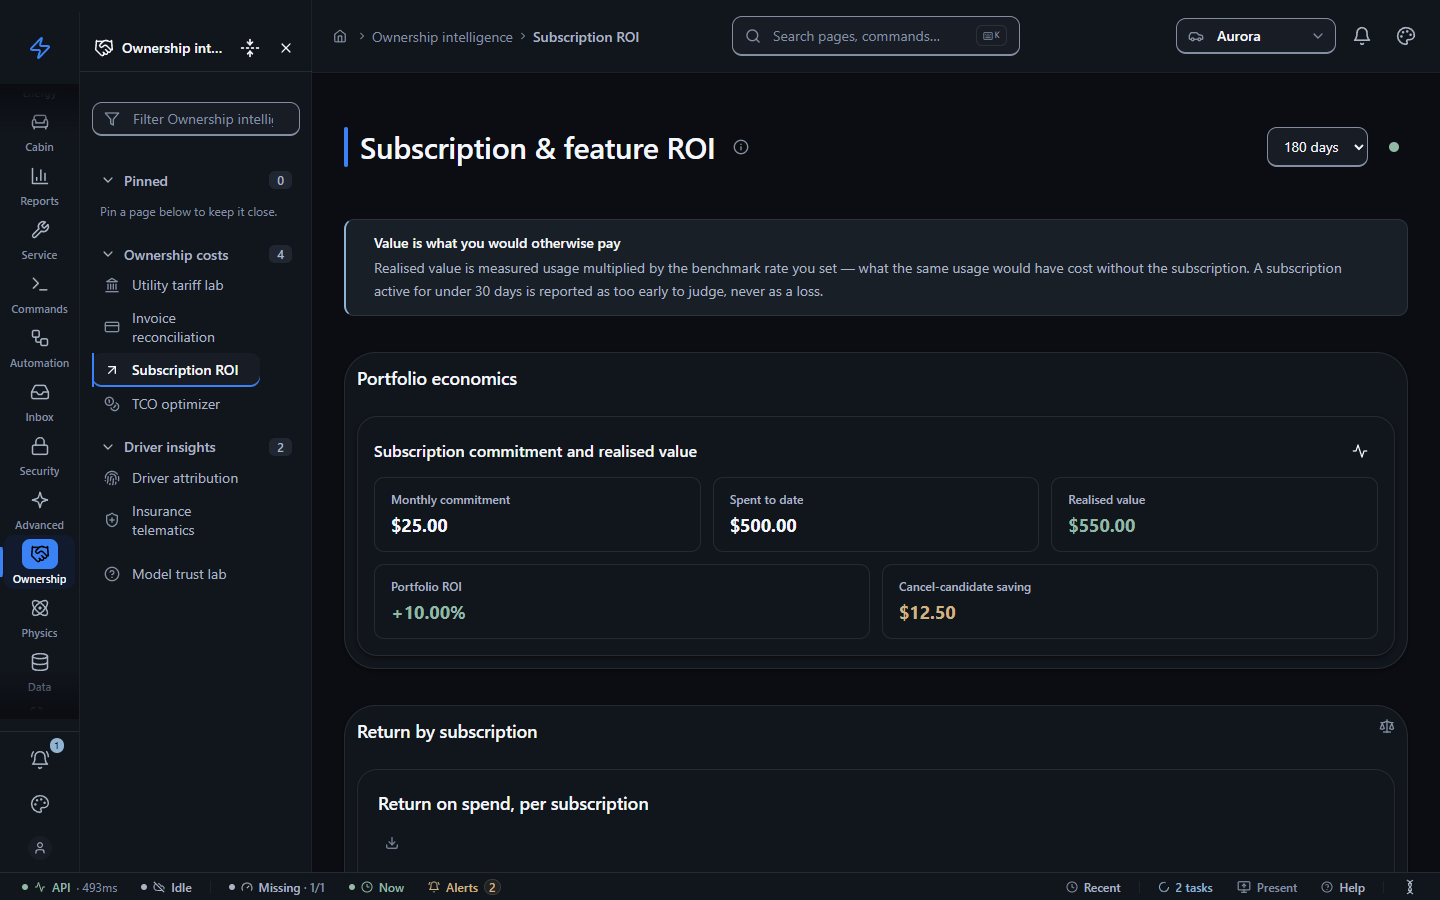 Ownership int...
Ownership intelligence
Subscription ROI
Search pages, commands...
K
Aurora
Cabin
Reports
Service
Commands
Automation
Inbox
Security
Advanced
Ownership
Physics
Data
1
Filter Ownership intelli
Pinned
0
Pin a page below to keep it close.
Ownership costs
4
Utility tariff lab
Invoice
reconciliation
Subscription ROI
TCO optimizer
Driver insights
2
Driver attribution
Insurance
telematics
Model trust lab
Subscription & feature ROI
180 days
Value is what you would otherwise pay
Realised value is measured usage multiplied by the benchmark rate you set — what the same usage would have cost without the subscription. A subscription
active for under 30 days is reported as too early to judge, never as a loss.
Portfolio economics
Subscription commitment and realised value
Monthly commitment
$25.00
Spent to date
$500.00
Realised value
$550.00
Portfolio ROI
+10.00%
Cancel-candidate saving
$12.50
Return by subscription
Return on spend, per subscription
API · 493ms
Idle
Missing · 1/1
Now
Alerts 2
Recent
2 tasks
Present
Help